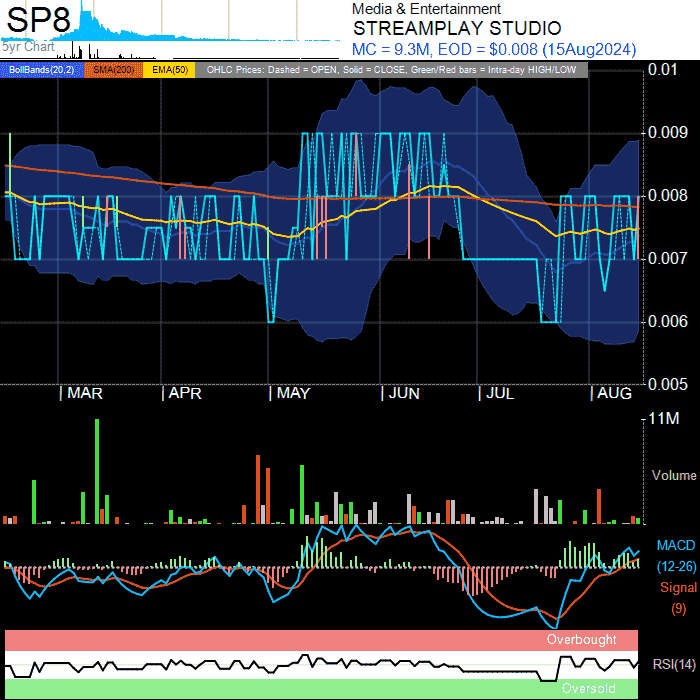 SP8
5yr Chart
Media & Entertainment
STREAMPLAY STUDIO
MC = 9.3M, EOD = $0.008 (15Aug2024)
BollBands(20,2) SMA(200) EMA(50) OHLC Prices: Dashed = OPEN, Solid = CLOSE, Green/Red bars = Intra-day HIGH/LOW
0.01
0.009
0.008
0.007
0.006
0.005
| MAR | APR | MAY | JUN | JUL | AUG
11M
Volume
MACD
(12-26)
Signal
(9)
Overbought
RSI(14)
Oversold